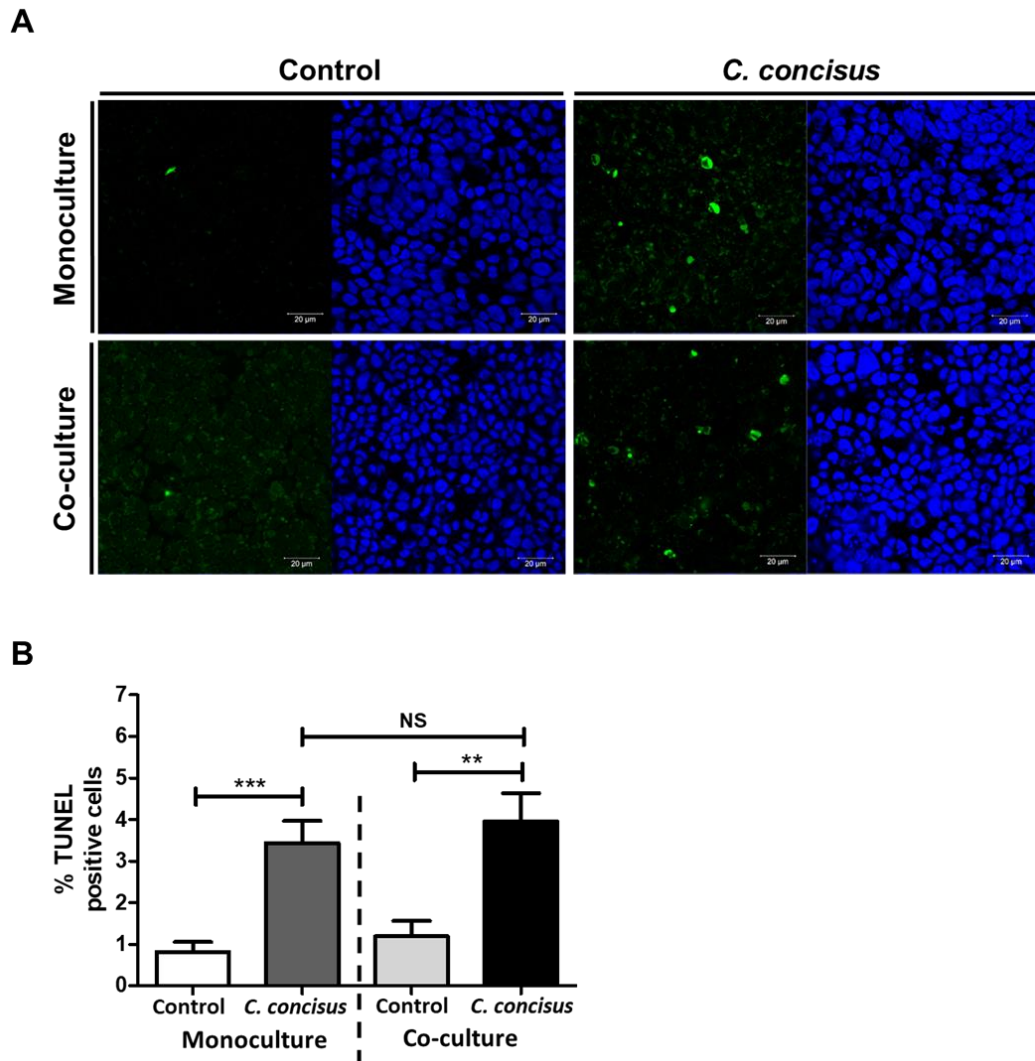 A
Control
C. concisus
Monoculture
20 µm
20 µm
20 µm
20 µm
Co-culture
20 µm
20 µm
20 µm
20 µm
B
% TUNEL
positive cells
7
6
5
4
3
2
1
0
NS
***
**
Control
C. concisus
Control
C. concisus
Monoculture
Co-culture